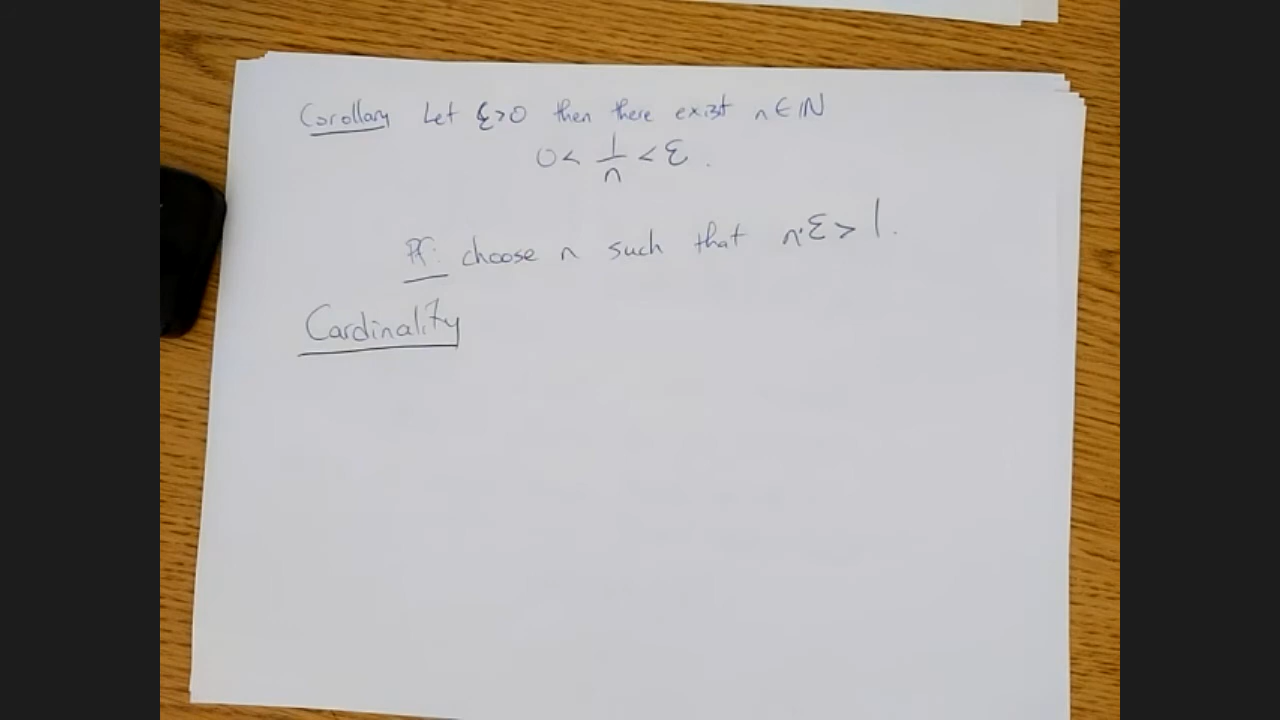 Corollary Let ε>0 then there exist n∈ℕ
0 < 1/n < ε.
Pf: choose n such that n·ε > 1.
Cardinality